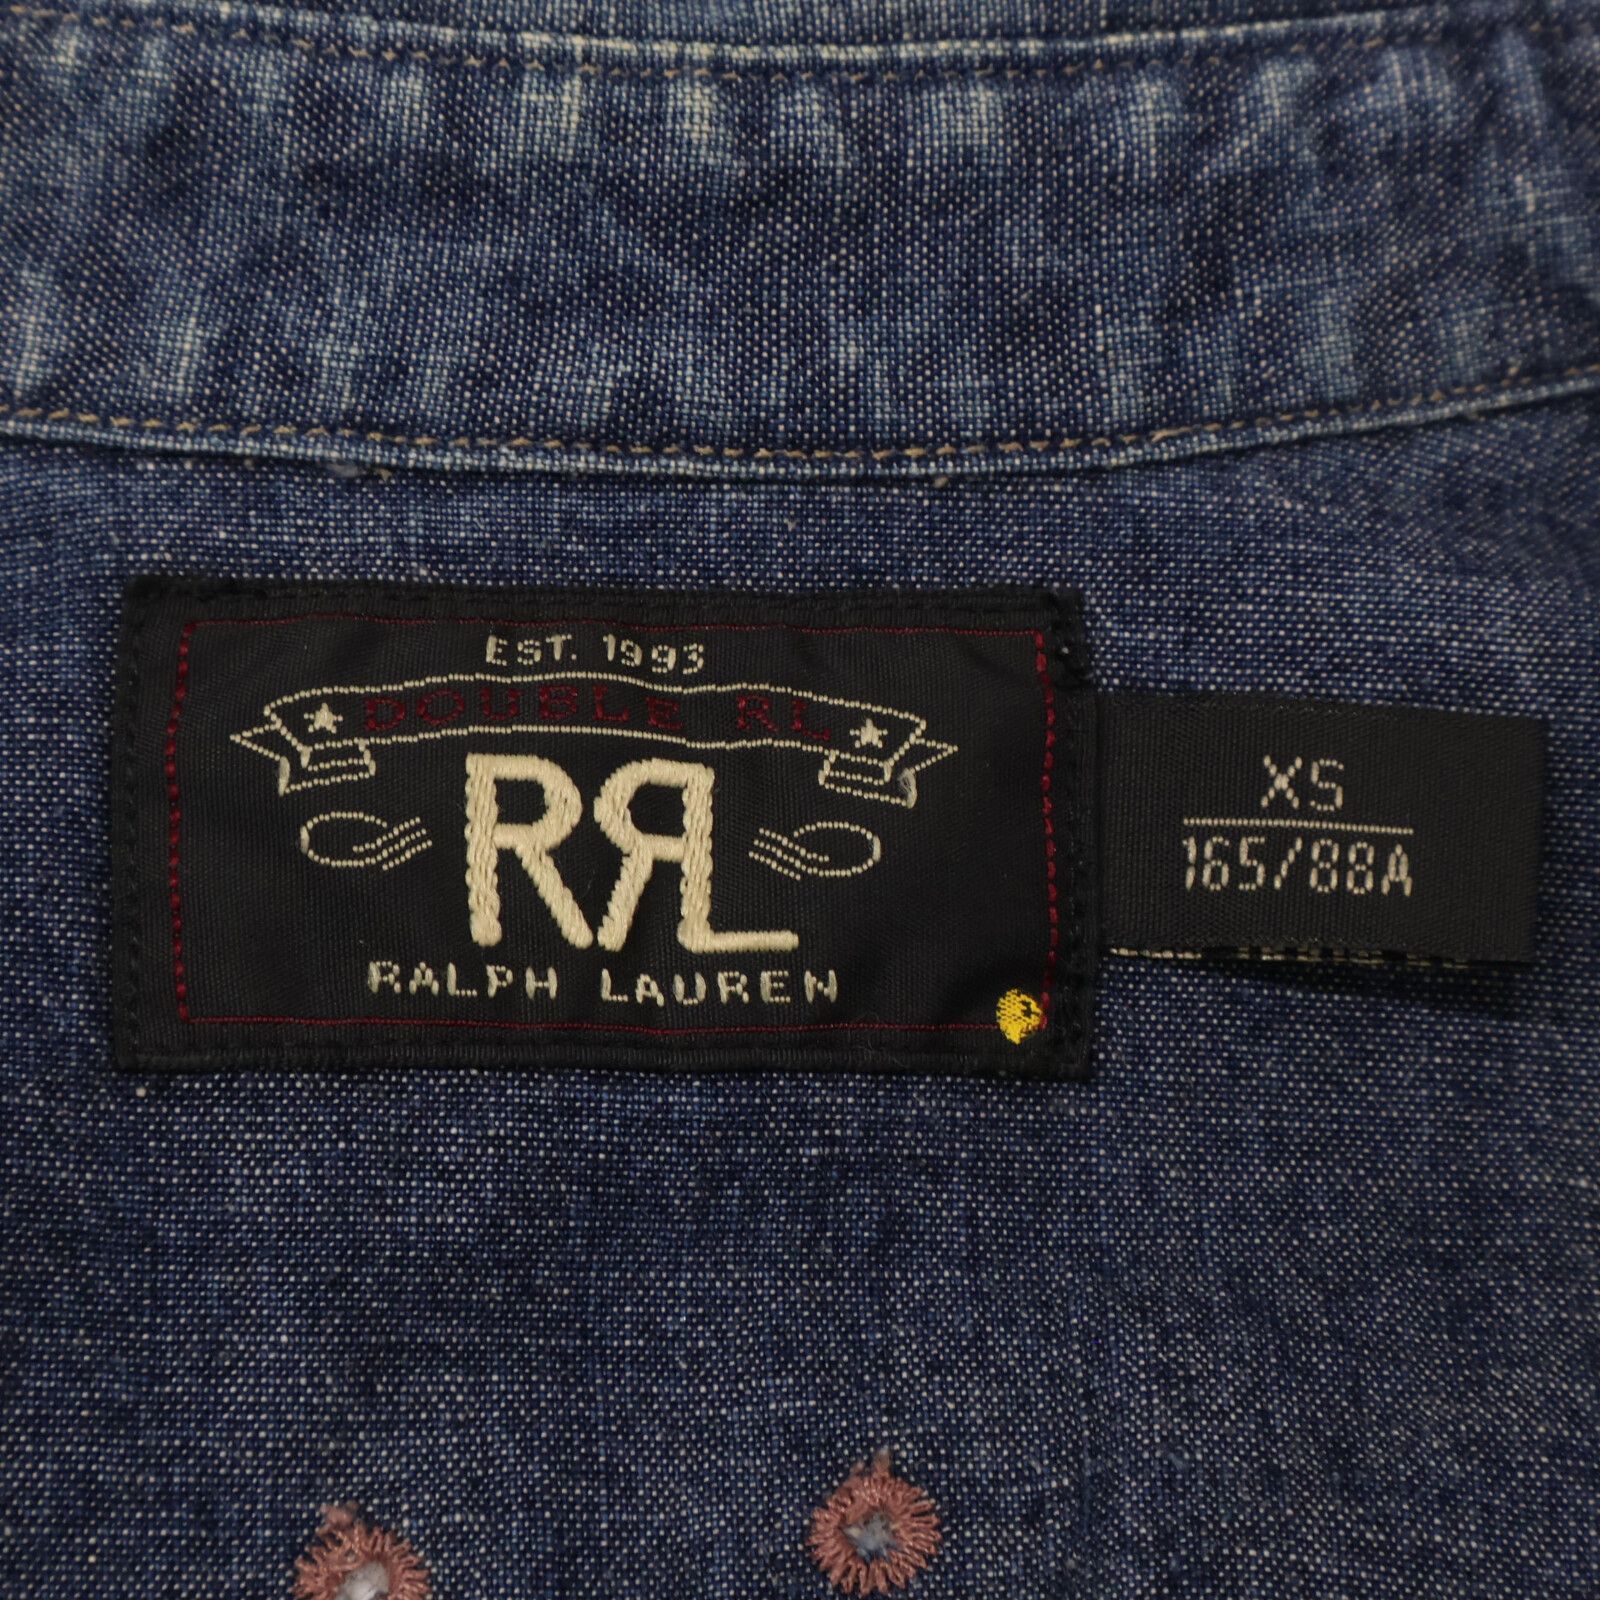 EST. 1993
DOUBLE RL
RRL
RALPH LAUREN
XS
165/88A